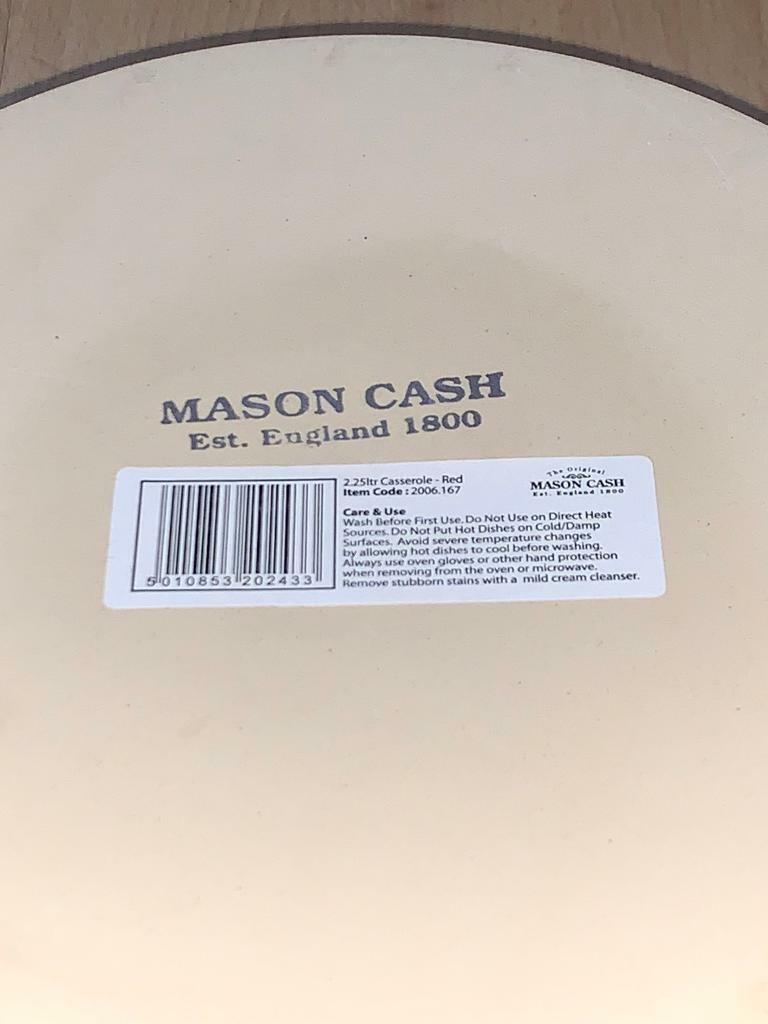 MASON CASH
Est. England 1800
2.25ltr Casserole - Red
Item Code : 2006.167
The Original
MASON CASH
Est. England 1800
Care & Use
Wash Before First Use. Do Not Use on Direct Heat
Sources. Do Not Put Hot Dishes on Cold/Damp
Surfaces. Avoid severe temperature changes
by allowing hot dishes to cool before washing.
Always use oven gloves or other hand protection
when removing from the oven or microwave.
Remove stubborn stains with a mild cream cleanser.
5 010853 202433